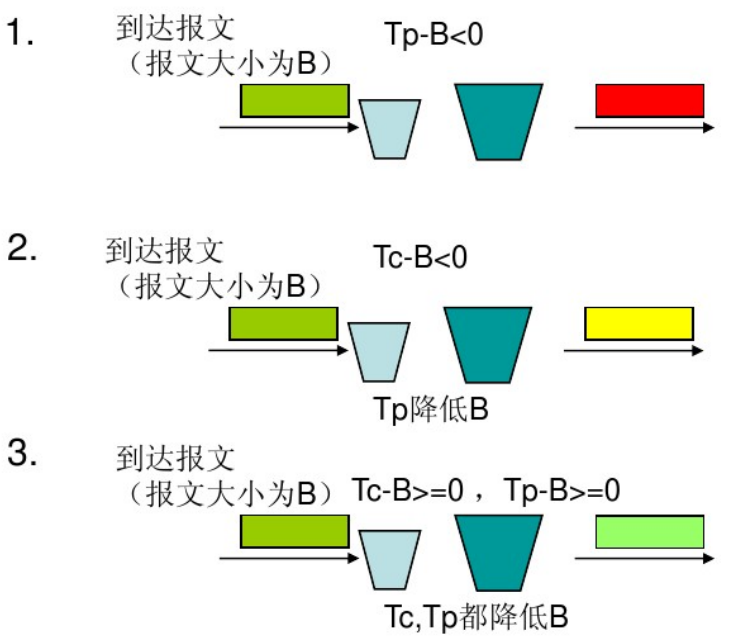 1.
到达报文
（报文大小为B）
Tp-B<0
2.
到达报文
（报文大小为B）
Tc-B<0
Tp降低B
3.
到达报文
（报文大小为B）
Tc-B>=0 ，Tp-B>=0
Tc,Tp都降低B